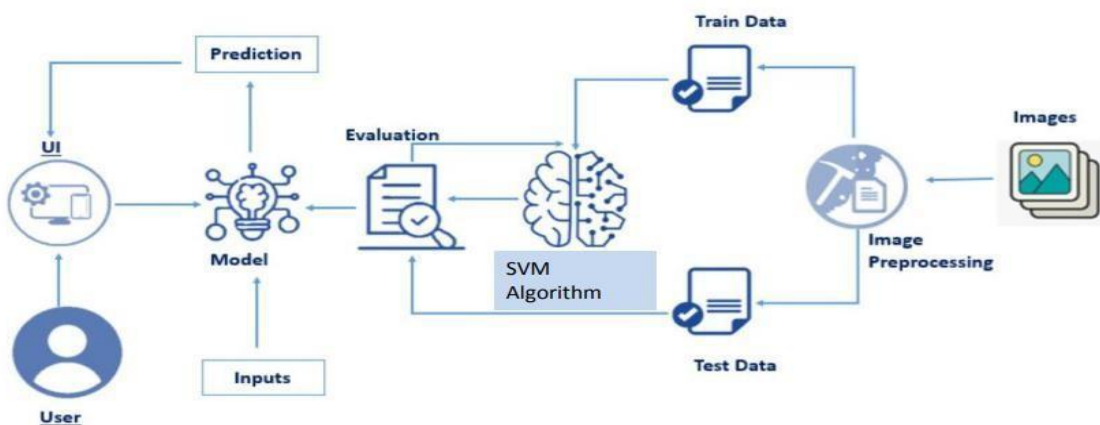 Train Data
Prediction
Images
Evaluation
UI
Model
Image
Preprocessing
SVM
Algorithm
Inputs
Test Data
User